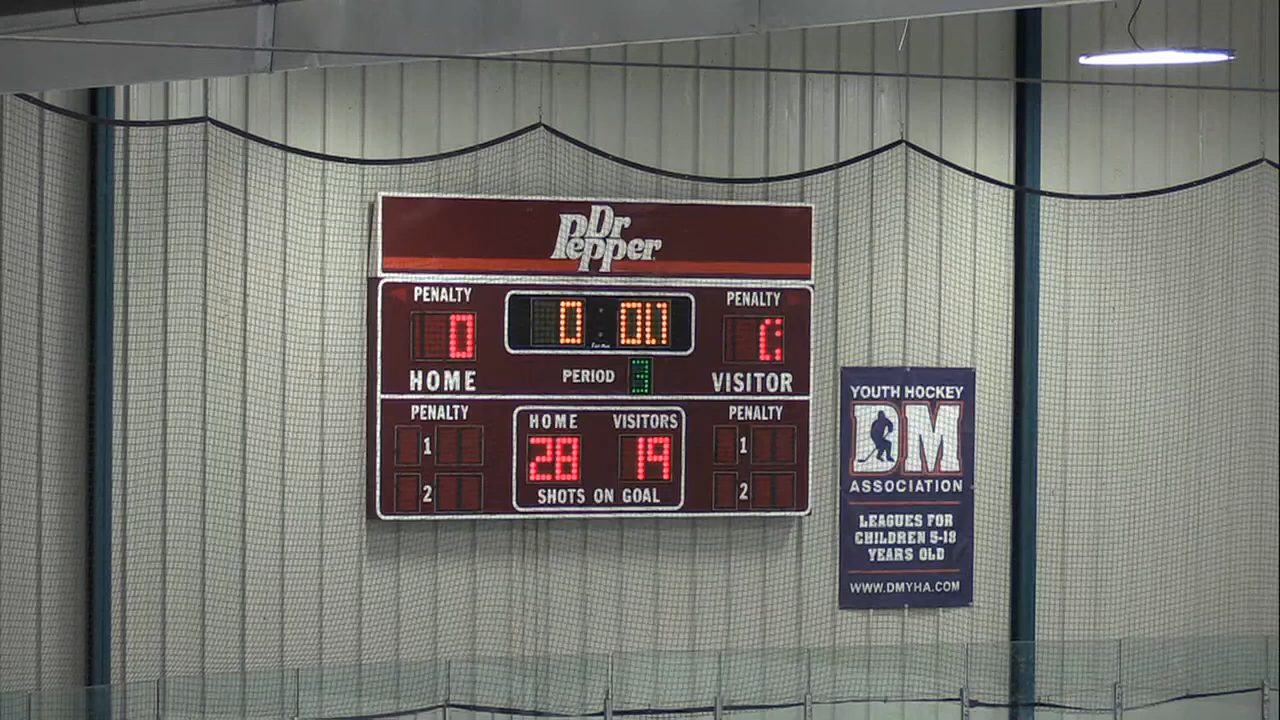 Dr
Pepper
PENALTY
PENALTY
0
0
HOME
PERIOD
3
VISITOR
PENALTY
HOME
VISITORS
PENALTY
1
28
19
1
2
SHOTS ON GOAL
2
YOUTH HOCKEY
DM
ASSOCIATION
LEAGUES FOR
CHILDREN 5-18
YEARS OLD
WWW.DMYHA.COM